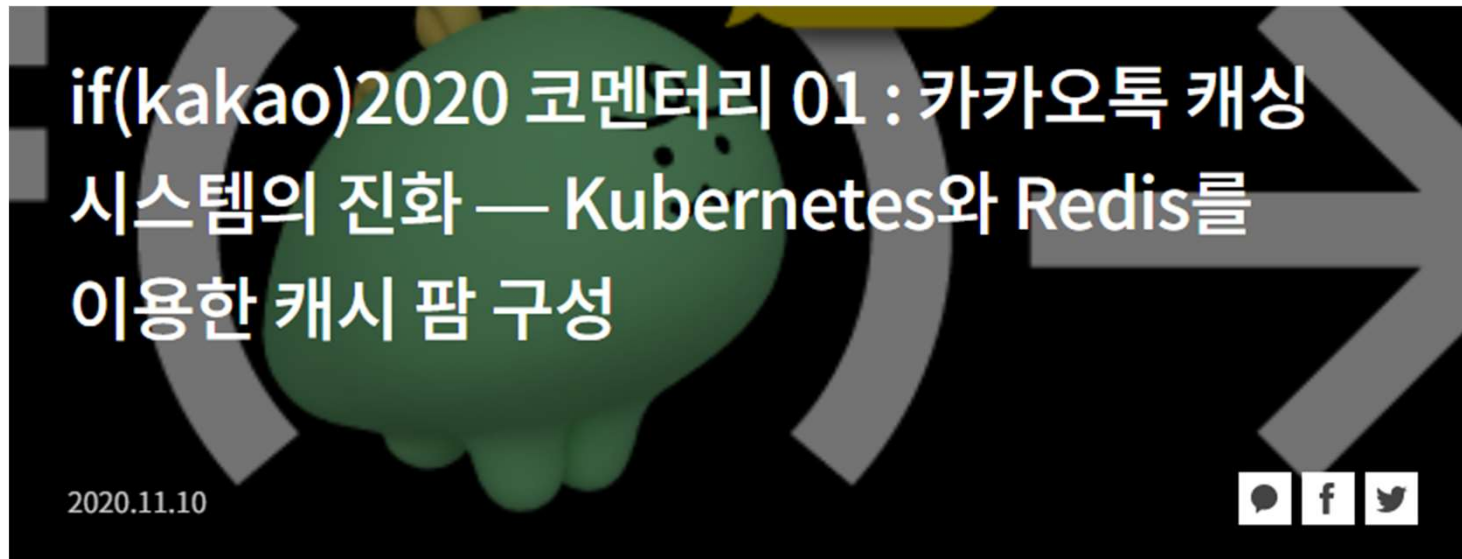 if(kakao)2020 코멘터리 01 : 카카오톡 캐싱
시스템의 진화 — Kubernetes와 Redis를
이용한 캐시 팜 구성
2020.11.10